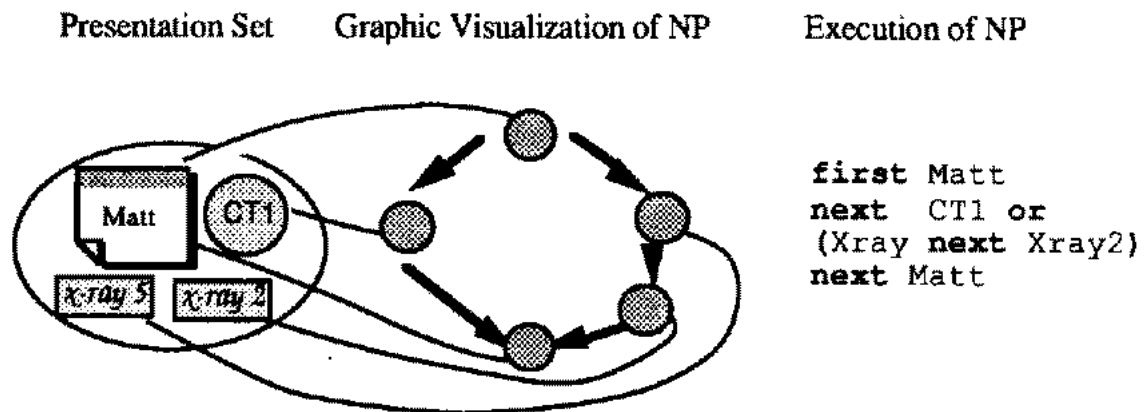 Presentation Set
Graphic Visualization of NP
Execution of NP
Matt
CT1
x-ray 5
x-ray 2
first Matt
next CT1 or
(Xray next Xray2)
next Matt